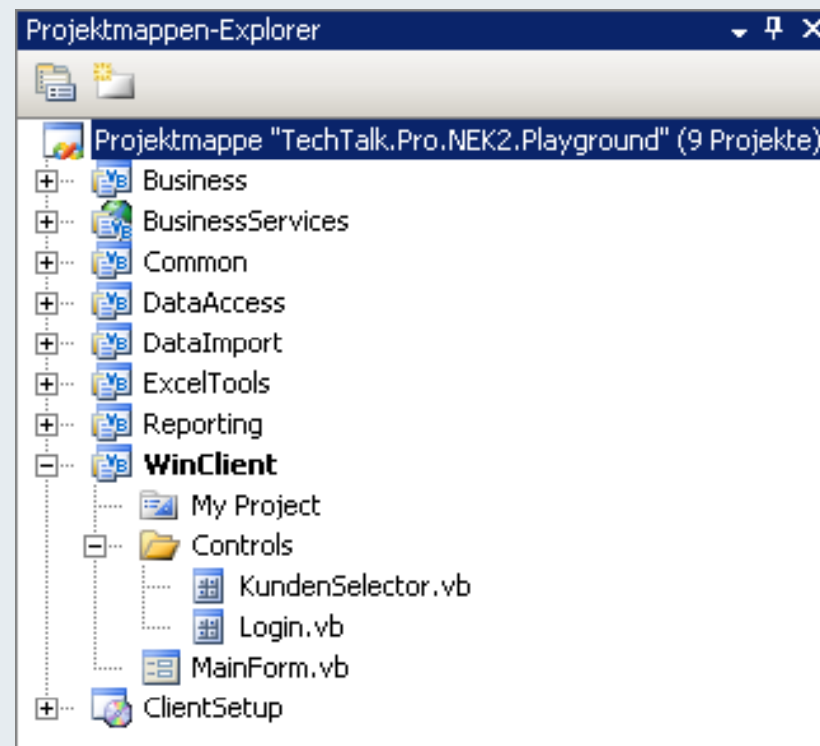 Projektmappen-Explorer
Projektmappe "TechTalk.Pro.NEK2.Playground" (9 Projekte)
Business
BusinessServices
Common
DataAccess
DataImport
ExcelTools
Reporting
WinClient
My Project
Controls
KundenSelector.vb
Login.vb
MainForm.vb
ClientSetup